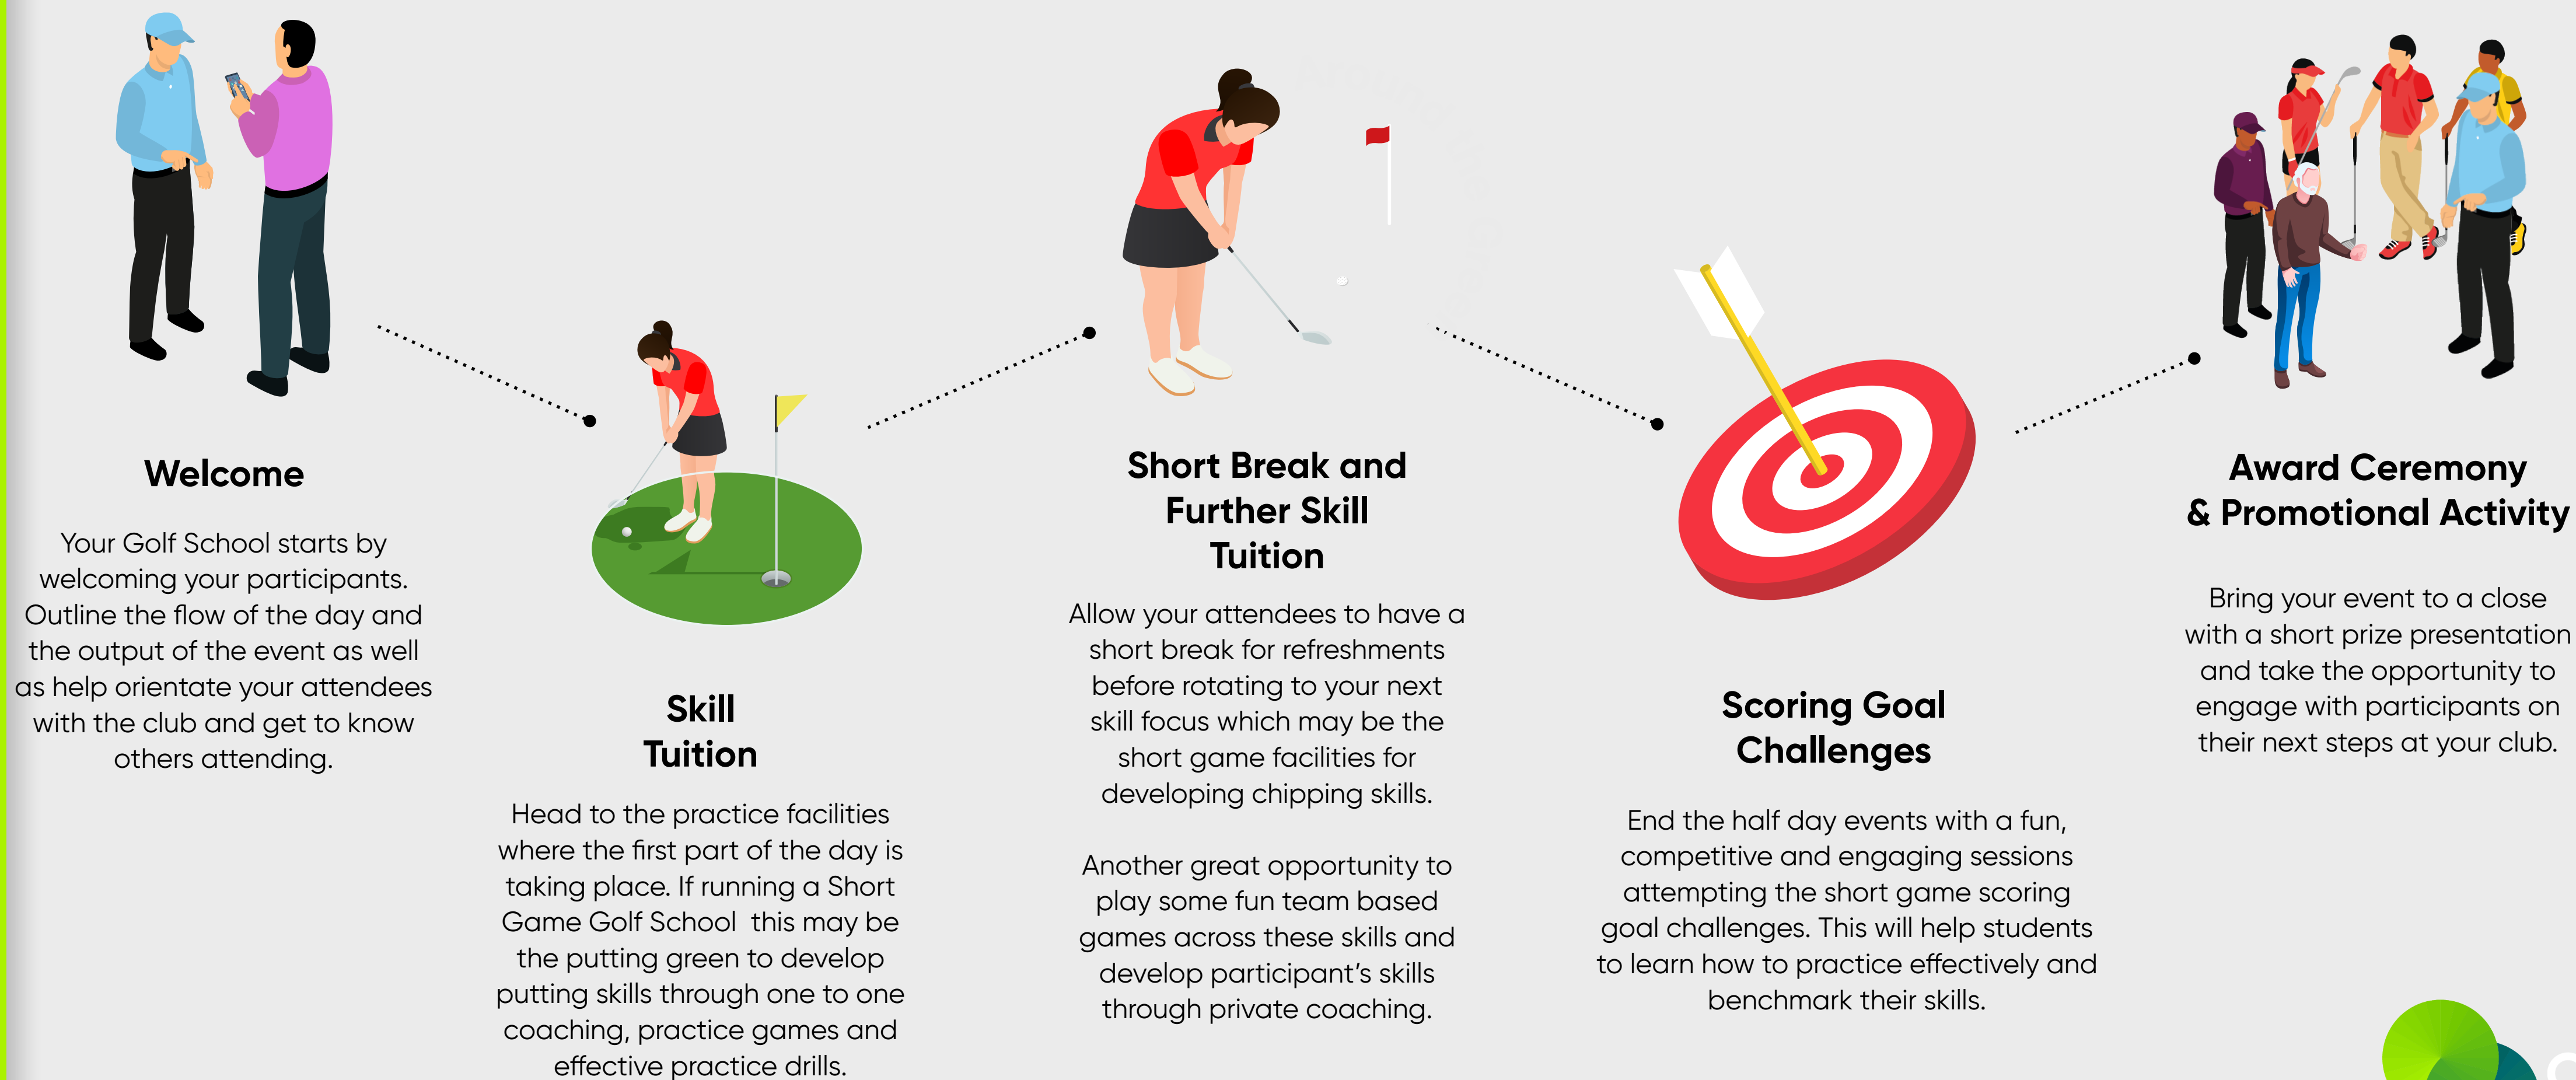 Welcome
Your Golf School starts by
welcoming your participants.
Outline the flow of the day and
the output of the event as well
as help orientate your attendees
with the club and get to know
others attending.
Skill
Tuition
Head to the practice facilities
where the first part of the day is
taking place. If running a Short
Game Golf School  this may be
the putting green to develop
putting skills through one to one
coaching, practice games and
effective practice drills.
Short Break and
Further Skill
Tuition
Allow your attendees to have a
short break for refreshments
before rotating to your next
skill focus which may be the
short game facilities for
developing chipping skills.
Another great opportunity to
play some fun team based
games across these skills and
develop participant’s skills
through private coaching.
Scoring Goal
Challenges
End the half day events with a fun,
competitive and engaging sessions
attempting the short game scoring
goal challenges. This will help students
to learn how to practice effectively and
benchmark their skills.
Award Ceremony
& Promotional Activity
Bring your event to a close
with a short prize presentation
and take the opportunity to
engage with participants on
their next steps at your club.